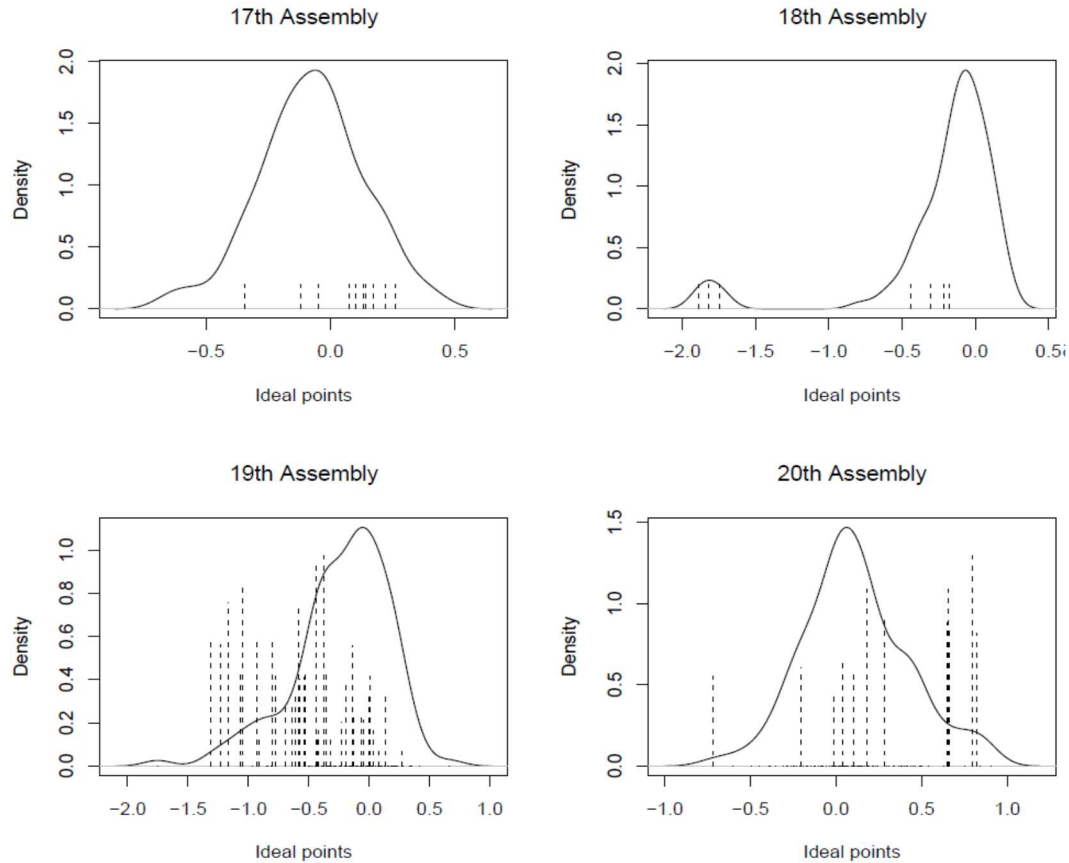 17th Assembly
Density
0.0 0.5 1.0 1.5 2.0
−0.5 0.0 0.5
Ideal points
18th Assembly
Density
0.0 0.5 1.0 1.5 2.0
−2.0 −1.5 −1.0 −0.5 0.0 0.5
Ideal points
19th Assembly
Density
0.0 0.2 0.4 0.6 0.8 1.0
−2.0 −1.5 −1.0 −0.5 0.0 0.5 1.0
Ideal points
20th Assembly
Density
0.0 0.5 1.0 1.5
−1.0 −0.5 0.0 0.5 1.0
Ideal points